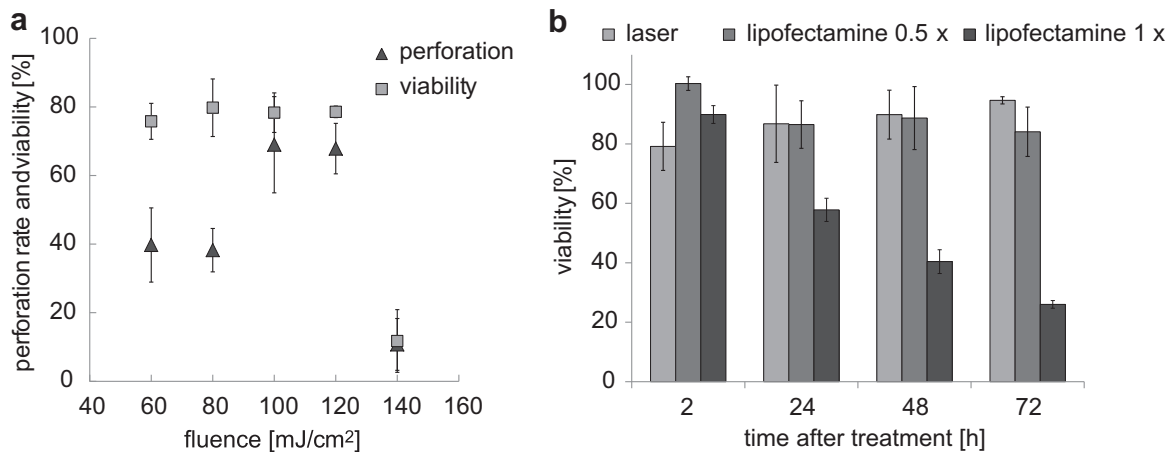 a
perforation rate andviability [%]
100
80
60
40
20
0
perforation
viability
40 60 80 100 120 140 160
fluence [mJ/cm²]
b
laser lipofectamine 0.5 x lipofectamine 1 x
viability [%]
100
80
60
40
20
0
2 24 48 72
time after treatment [h]